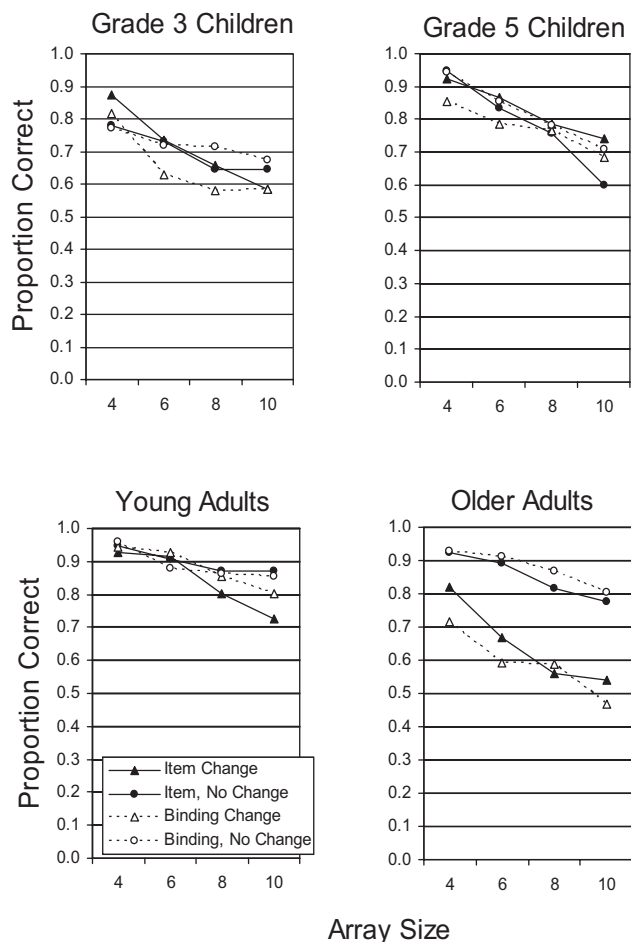 Grade 3 Children
Grade 5 Children
Proportion Correct
1.0
0.9
0.8
0.7
0.6
0.5
0.4
0.3
0.2
0.1
0.0
4 6 8 10
1.0
0.9
0.8
0.7
0.6
0.5
0.4
0.3
0.2
0.1
0.0
4 6 8 10
Young Adults
Older Adults
Proportion Correct
1.0
0.9
0.8
0.7
0.6
0.5
0.4
0.3
0.2
0.1
0.0
Item Change
Item, No Change
Binding Change
Binding, No Change
4 6 8 10
1.0
0.9
0.8
0.7
0.6
0.5
0.4
0.3
0.2
0.1
0.0
4 6 8 10
Array Size